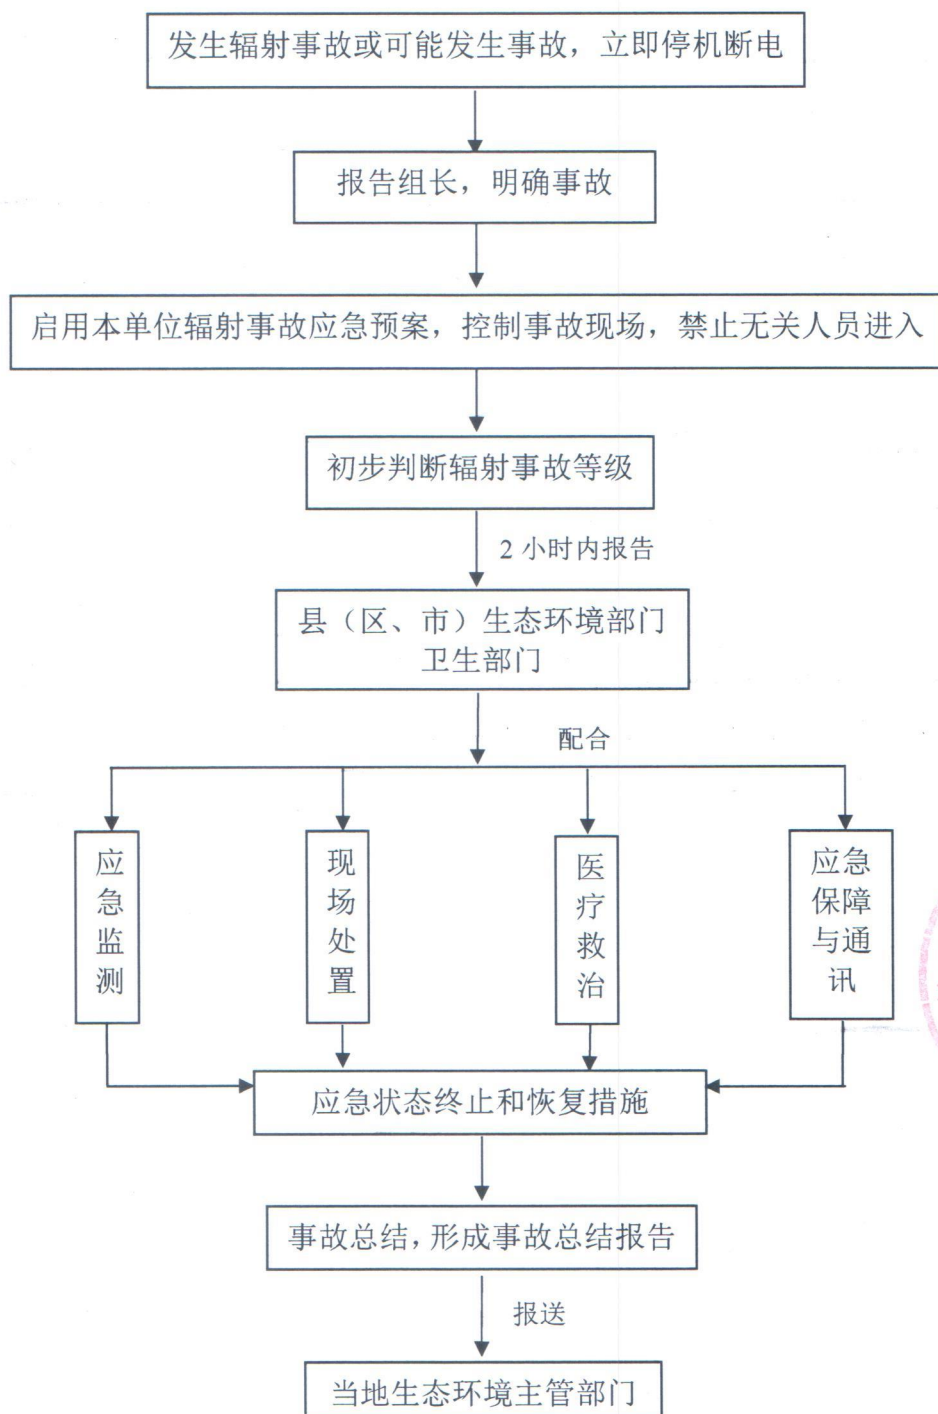 发生辐射事故或可能发生事故，立即停机断电
报告组长，明确事故
启用本单位辐射事故应急预案，控制事故现场，禁止无关人员进入
初步判断辐射事故等级
2 小时内报告
县（区、市）生态环境部门
卫生部门
配合
应急监测
现场处置
医疗救治
应急
保障
与通
讯
应急状态终止和恢复措施
事故总结，形成事故总结报告
报送
当地生态环境主管部门